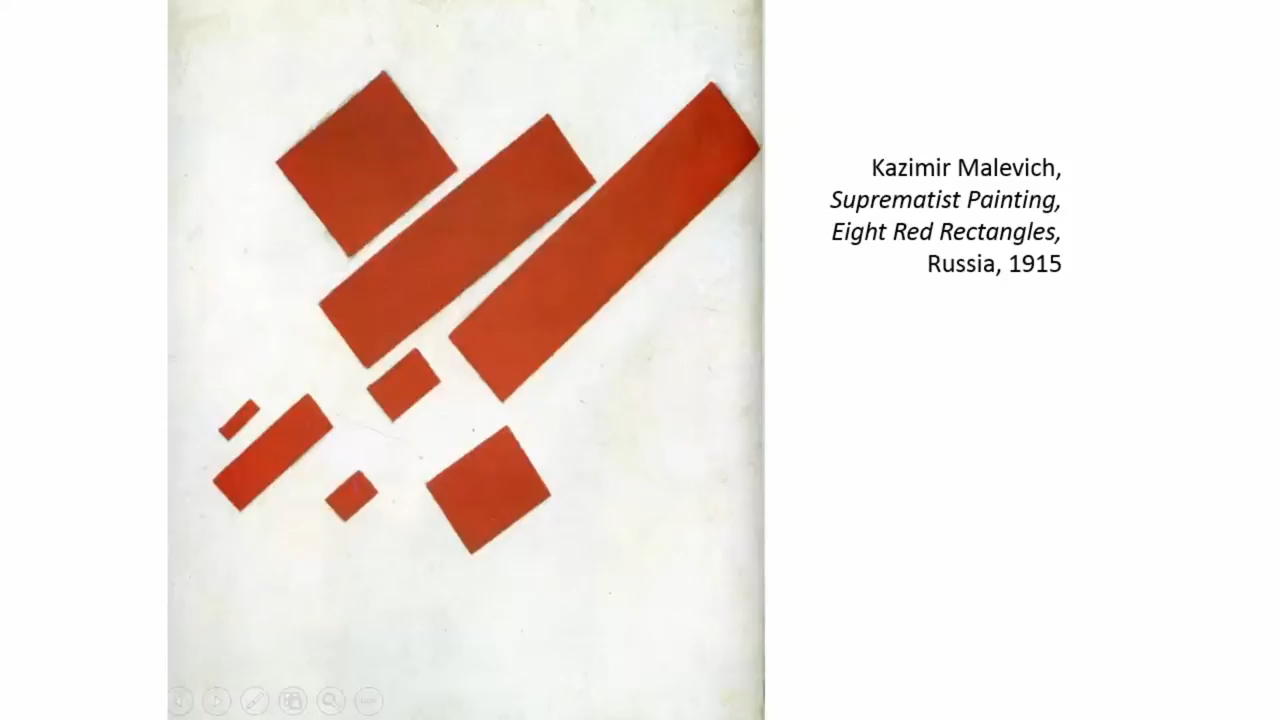 Kazimir Malevich,
Suprematist Painting,
Eight Red Rectangles,
Russia, 1915